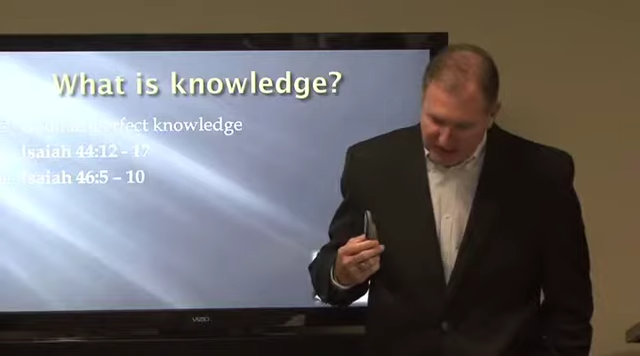 What is knowledge?
perfect knowledge
Isaiah 44:12 - 17
Isaiah 46:5 – 10
VIZIO